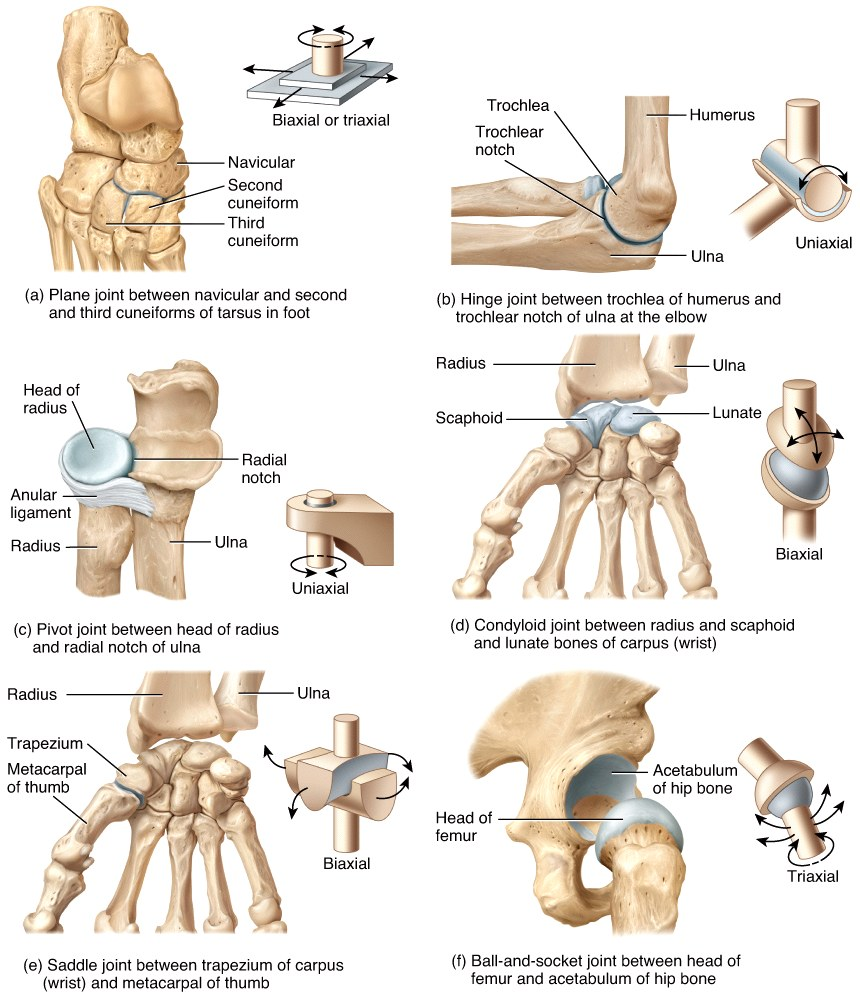 Biaxial or triaxial
Navicular
Second
cuneiform
Third
cuneiform
(a) Plane joint between navicular and second
and third cuneiforms of tarsus in foot
Trochlea
Trochlear
notch
Humerus
Ulna
Uniaxial
(b) Hinge joint between trochlea of humerus and
trochlear notch of ulna at the elbow
Head of
radius
Radial
notch
Anular
ligament
Radius
Ulna
Uniaxial
(c) Pivot joint between head of radius
and radial notch of ulna
Radius
Ulna
Scaphoid
Lunate
Biaxial
(d) Condyloid joint between radius and scaphoid
and lunate bones of carpus (wrist)
Radius
Ulna
Trapezium
Metacarpal
of thumb
Biaxial
(e) Saddle joint between trapezium of carpus
(wrist) and metacarpal of thumb
Acetabulum
of hip bone
Head of
femur
Triaxial
(f) Ball-and-socket joint between head of
femur and acetabulum of hip bone